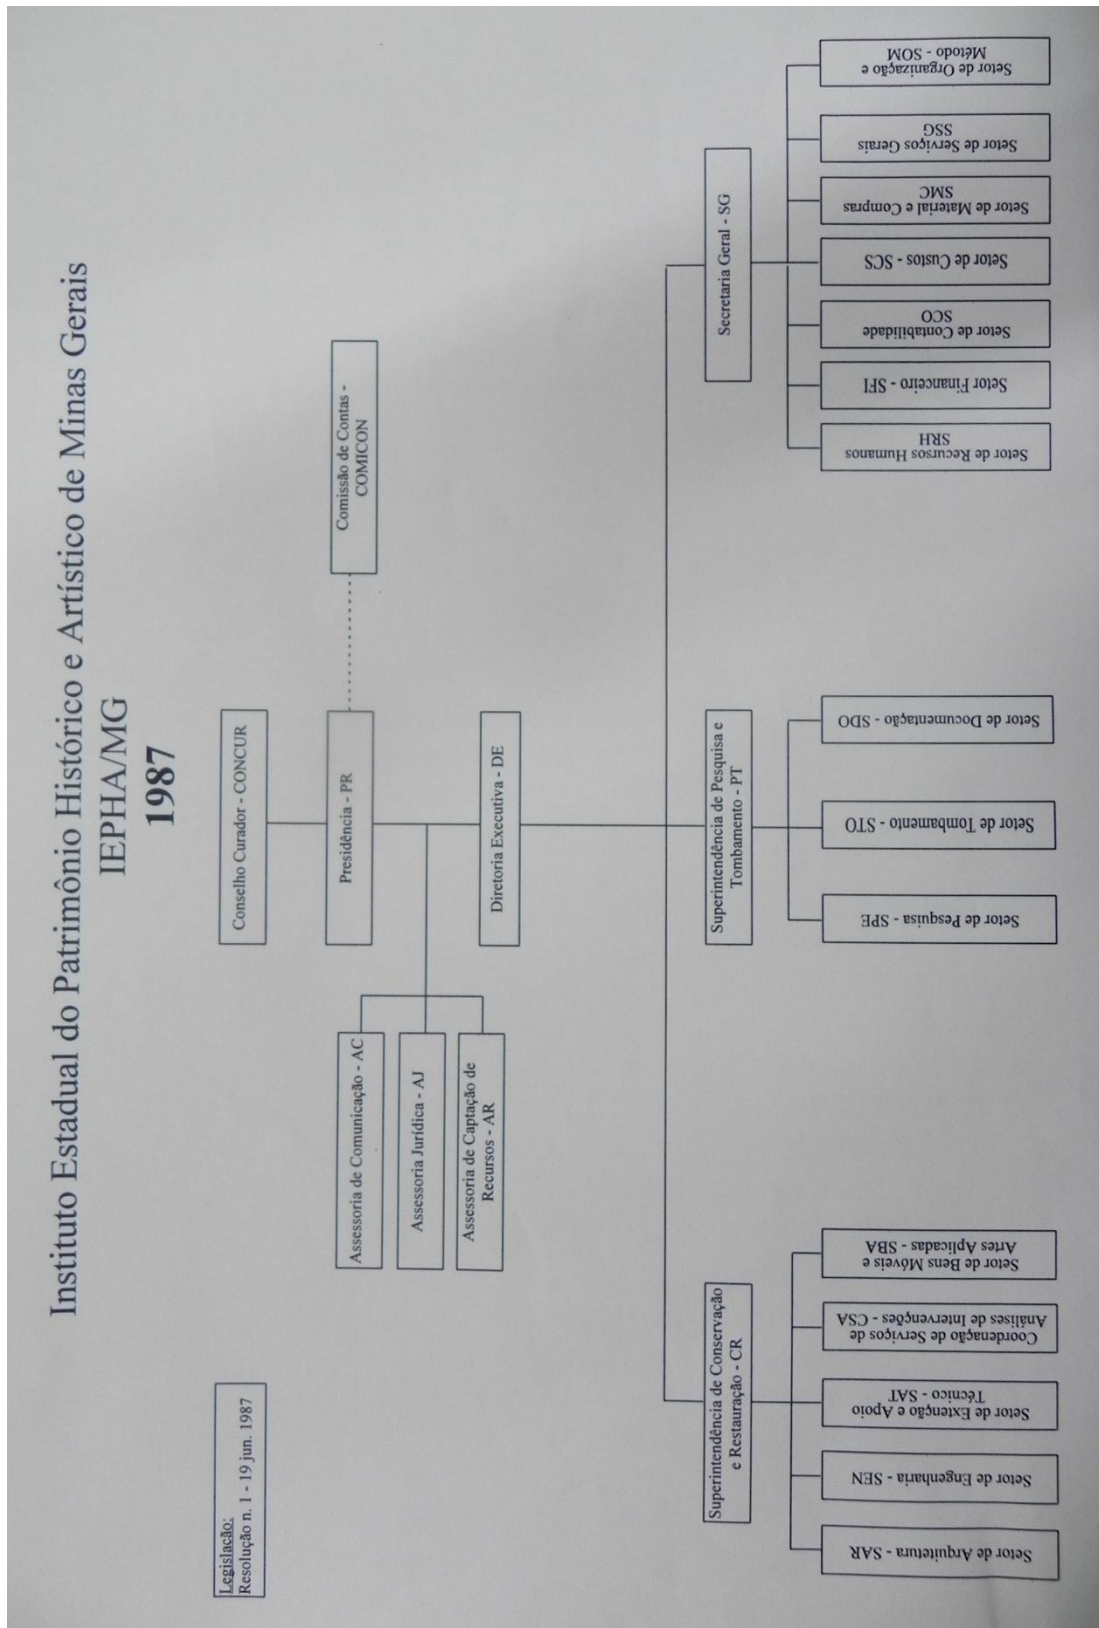 Instituto Estadual do Patrimônio Histórico e Artístico de Minas Gerais
IEPHA/MG
1987
Legislação:
Resolução n. 1 - 19 jun. 1987
Conselho Curador - CONCUR
Presidência - PR
Comissão de Contas -
COMICON
Assessoria de Comunicação - AC
Assessoria Jurídica - AJ
Assessoria de Captação de
Recursos - AR
Diretoria Executiva - DE
Superintendência de Conservação
e Restauração - CR
Superintendência de Pesquisa e
Tombamento - PT
Secretaria Geral - SG
Setor de Arquitetura - SAR
Setor de Engenharia - SEN
Setor de Extenção e Apoio
Técnico - SAT
Coordenação de Serviços de
Análises de Intervenções - CSA
Setor de Bens Móveis e
Artes Aplicadas - SBA
Setor de Pesquisa - SPE
Setor de Tombamento - STO
Setor de Documentação - SDO
Setor de Recursos Humanos
SRH
Setor Financeiro - SFI
Setor de Contabilidade
SCO
Setor de Custos - SCS
Setor de Material e Compras
SMC
Setor de Serviços Gerais
SSG
Setor de Organização e
Método - SOM